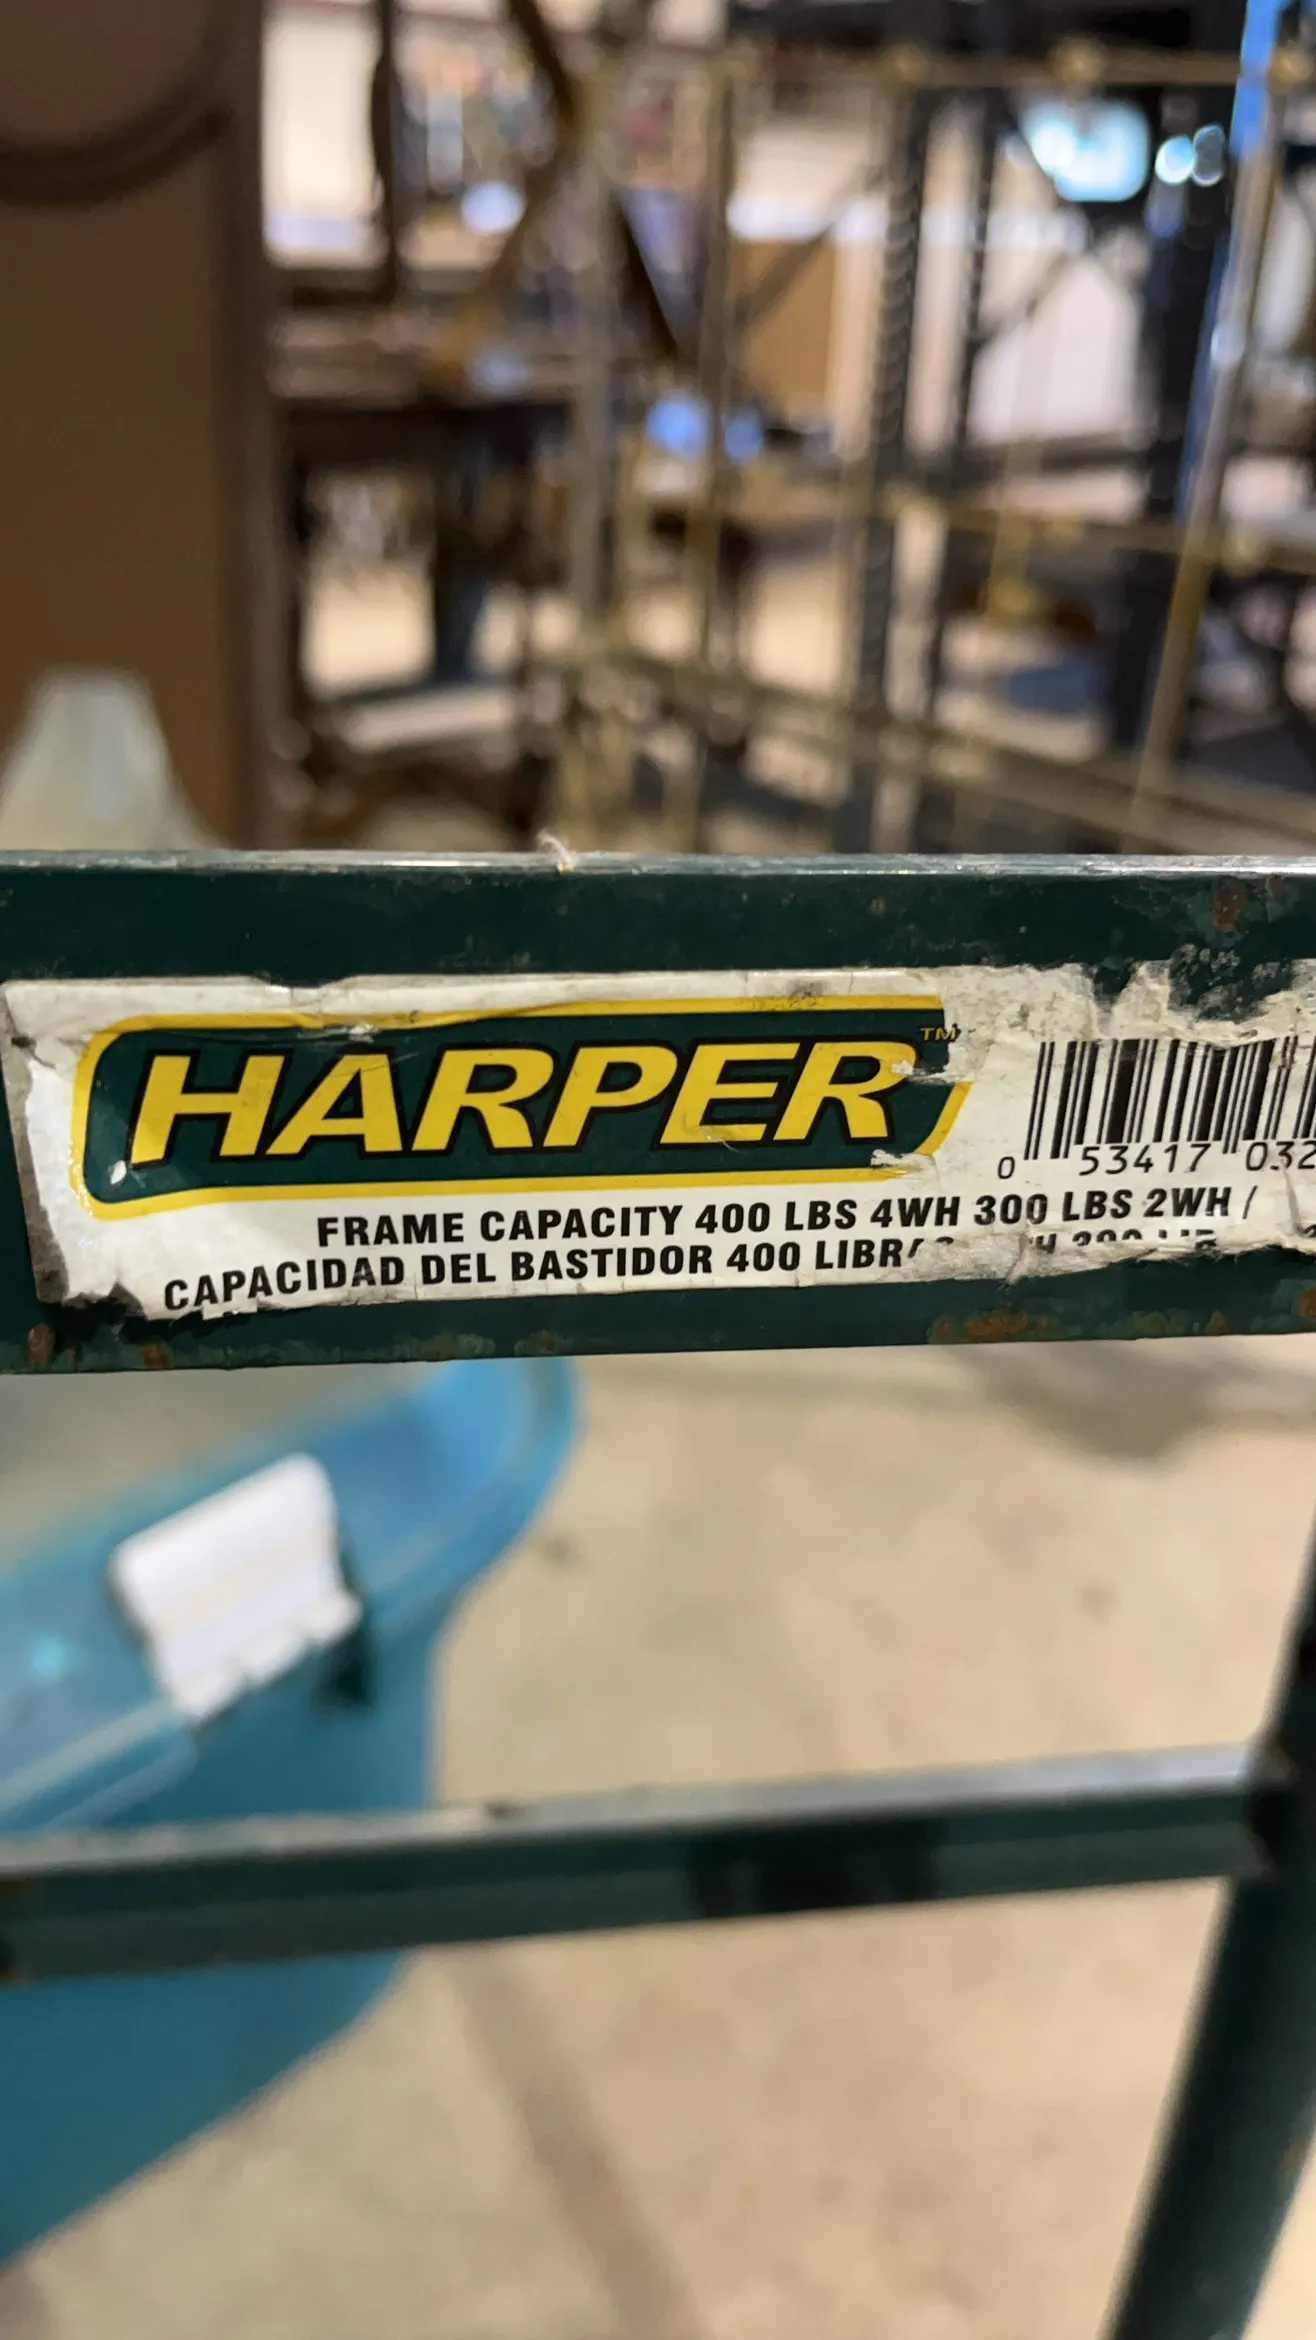 HARPER™
0 53417 032
FRAME CAPACITY 400 LBS 4WH 300 LBS 2WH /
CAPACIDAD DEL BASTIDOR 400